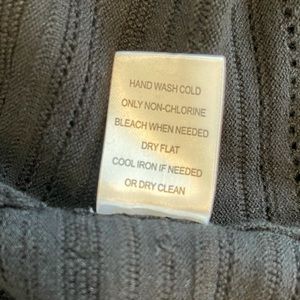 HAND WASH COLD
ONLY NON-CHLORINE
BLEACH WHEN NEEDED
DRY FLAT
COOL IRON IF NEEDED
OR DRY CLEAN